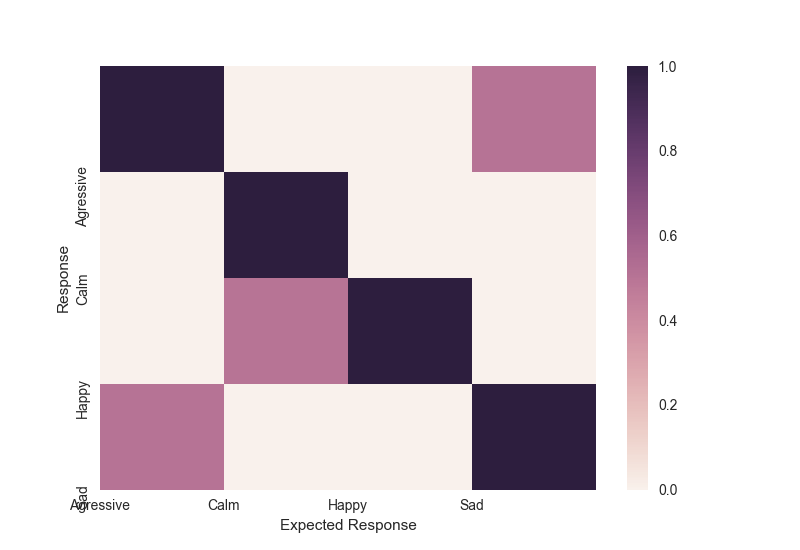 1.0
0.8
0.6
0.4
0.2
0.0
Response
Agressive
Calm
Happy
Sad
Agressive Calm Happy Sad
Expected Response